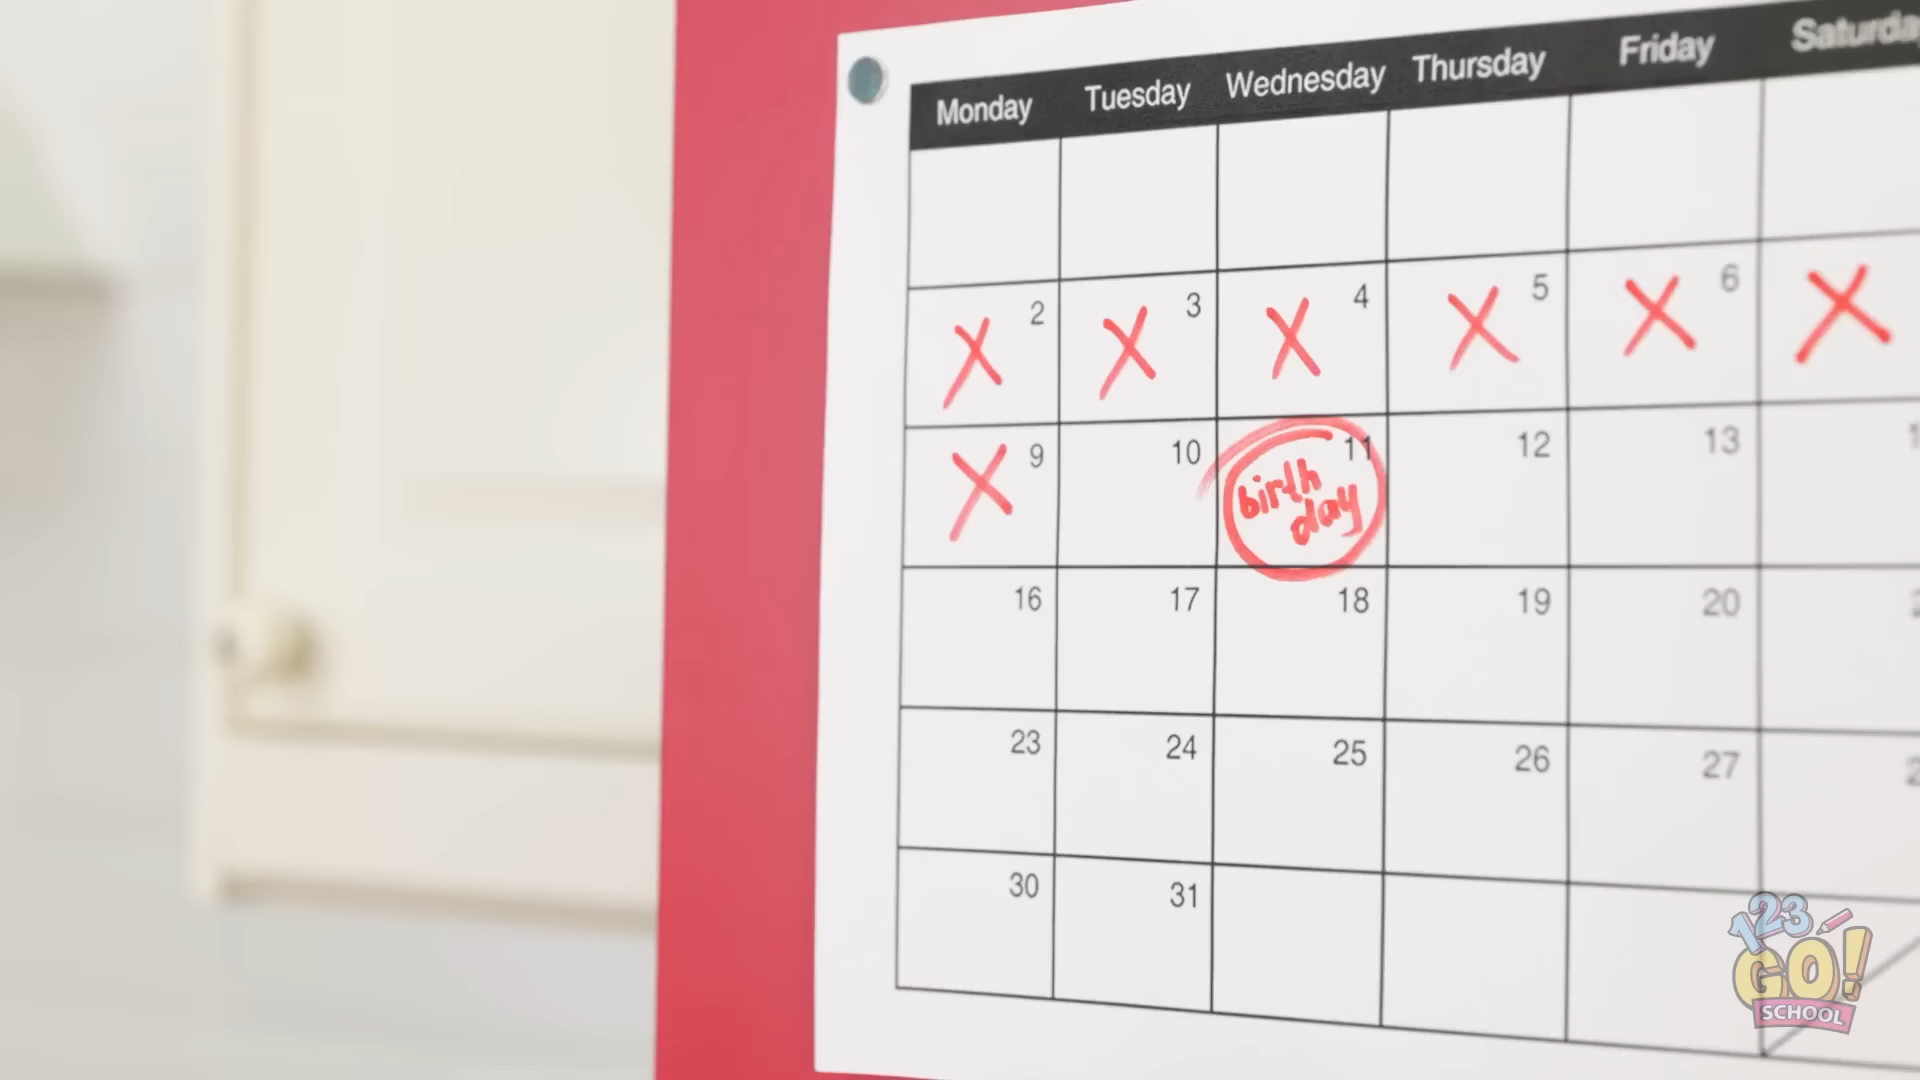 Monday Tuesday Wednesday Thursday Friday
2 3 4 5 6
9 10 11 12 13
birth
day
16 17 18 19 20
23 24 25 26 27
30 31
123
GO!
SCHOOL